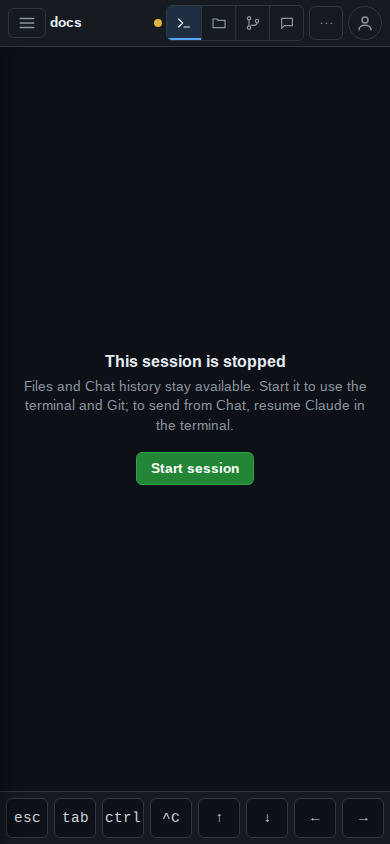 docs
...
This session is stopped
Files and Chat history stay available. Start it to use the
terminal and Git; to send from Chat, resume Claude in
the terminal.
Start session
esc tab ctrl ^C ↑ ↓ ← →